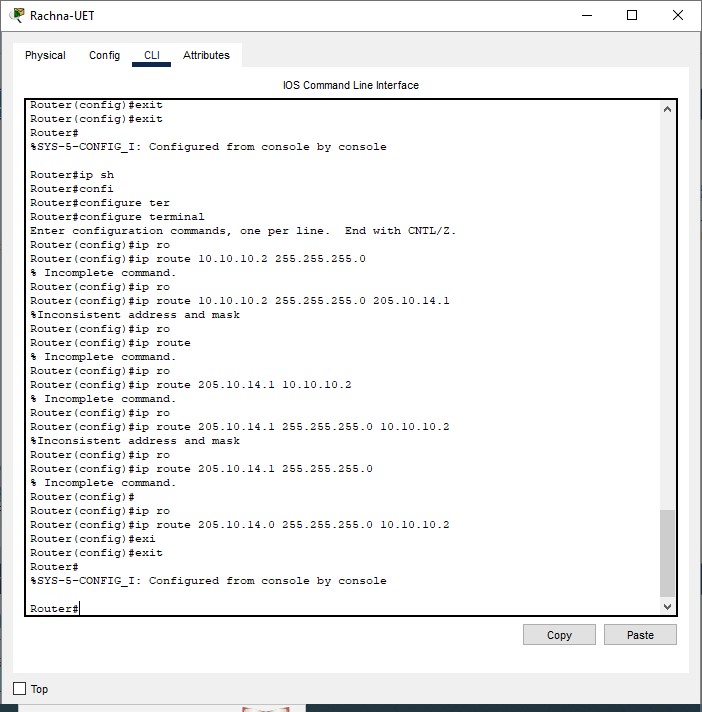 Rachna-UET
Physical Config CLI Attributes
IOS Command Line Interface
Router(config)#exit
Router(config)#exit
Router#
%SYS-5-CONFIG_I: Configured from console by console
Router#ip sh
Router#confi
Router#configure ter
Router#configure terminal
Enter configuration commands, one per line.  End with CNTL/Z.
Router(config)#ip ro
Router(config)#ip route 10.10.10.2 255.255.255.0
% Incomplete command.
Router(config)#ip ro
Router(config)#ip route 10.10.10.2 255.255.255.0 205.10.14.1
%Inconsistent address and mask
Router(config)#ip ro
Router(config)#ip route
% Incomplete command.
Router(config)#ip ro
Router(config)#ip route 205.10.14.1 10.10.10.2
% Incomplete command.
Router(config)#ip ro
Router(config)#ip route 205.10.14.1 255.255.255.0 10.10.10.2
%Inconsistent address and mask
Router(config)#ip ro
Router(config)#ip route 205.10.14.1 255.255.255.0
% Incomplete command.
Router(config)#
Router(config)#ip ro
Router(config)#ip route 205.10.14.0 255.255.255.0 10.10.10.2
Router(config)#exi
Router(config)#exit
Router#
%SYS-5-CONFIG_I: Configured from console by console
Router#
Copy Paste
Top